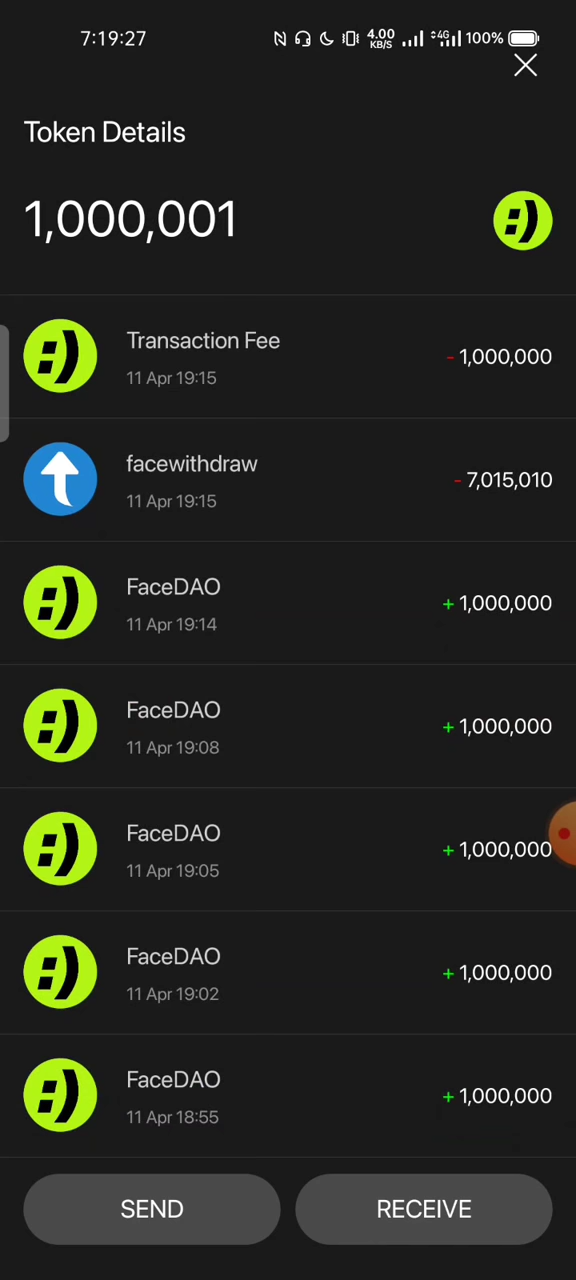 7:19:27
4.00 KB/S 4G 100%
Token Details
1,000,001
Transaction Fee
11 Apr 19:15
- 1,000,000
facewithdraw
11 Apr 19:15
- 7,015,010
FaceDAO
11 Apr 19:14
+ 1,000,000
FaceDAO
11 Apr 19:08
+ 1,000,000
FaceDAO
11 Apr 19:05
+ 1,000,000
FaceDAO
11 Apr 19:02
+ 1,000,000
FaceDAO
11 Apr 18:55
+ 1,000,000
SEND
RECEIVE